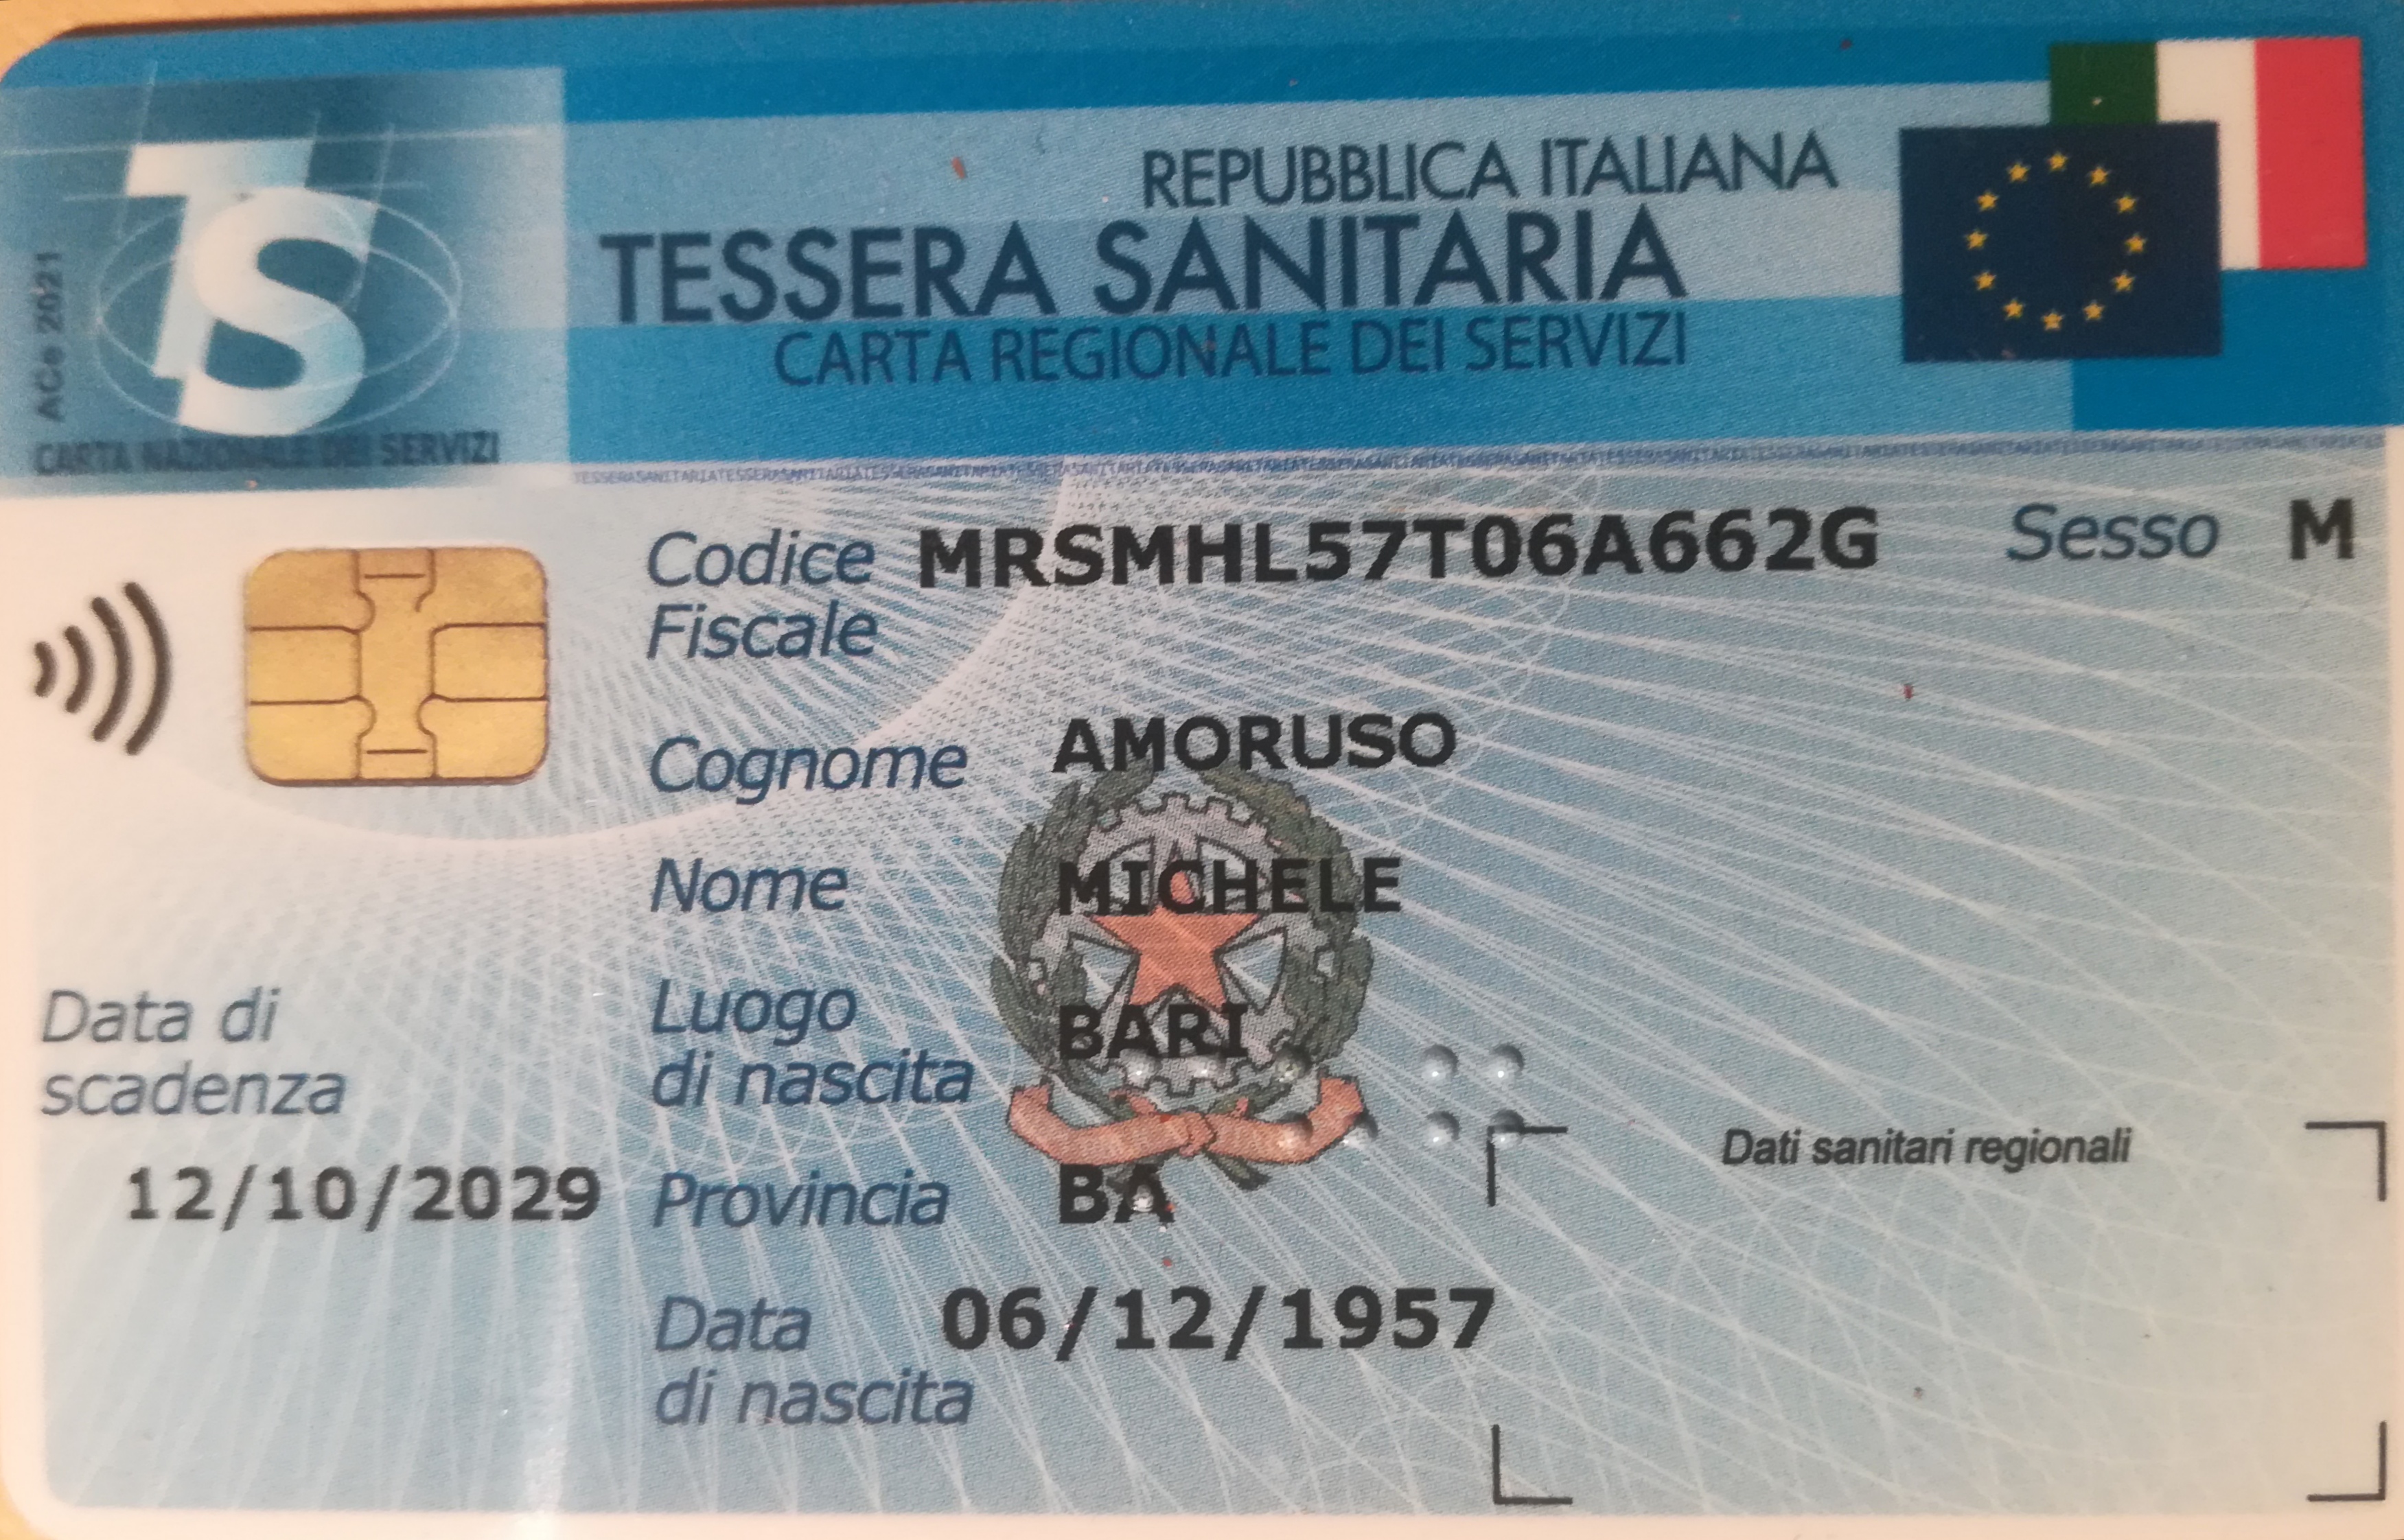 REPUBBLICA ITALIANA
TESSERA SANITARIA
CARTA REGIONALE DEI SERVIZI
TS
ACe 2021
CARTA NAZIONALE DEI SERVIZI
Codice Fiscale MRSMHL57T06A662G Sesso M
Cognome AMORUSO
Nome MICHELE
Luogo di nascita BARI
Data di scadenza 12/10/2029
Provincia BA
Dati sanitari regionali
Data di nascita 06/12/1957